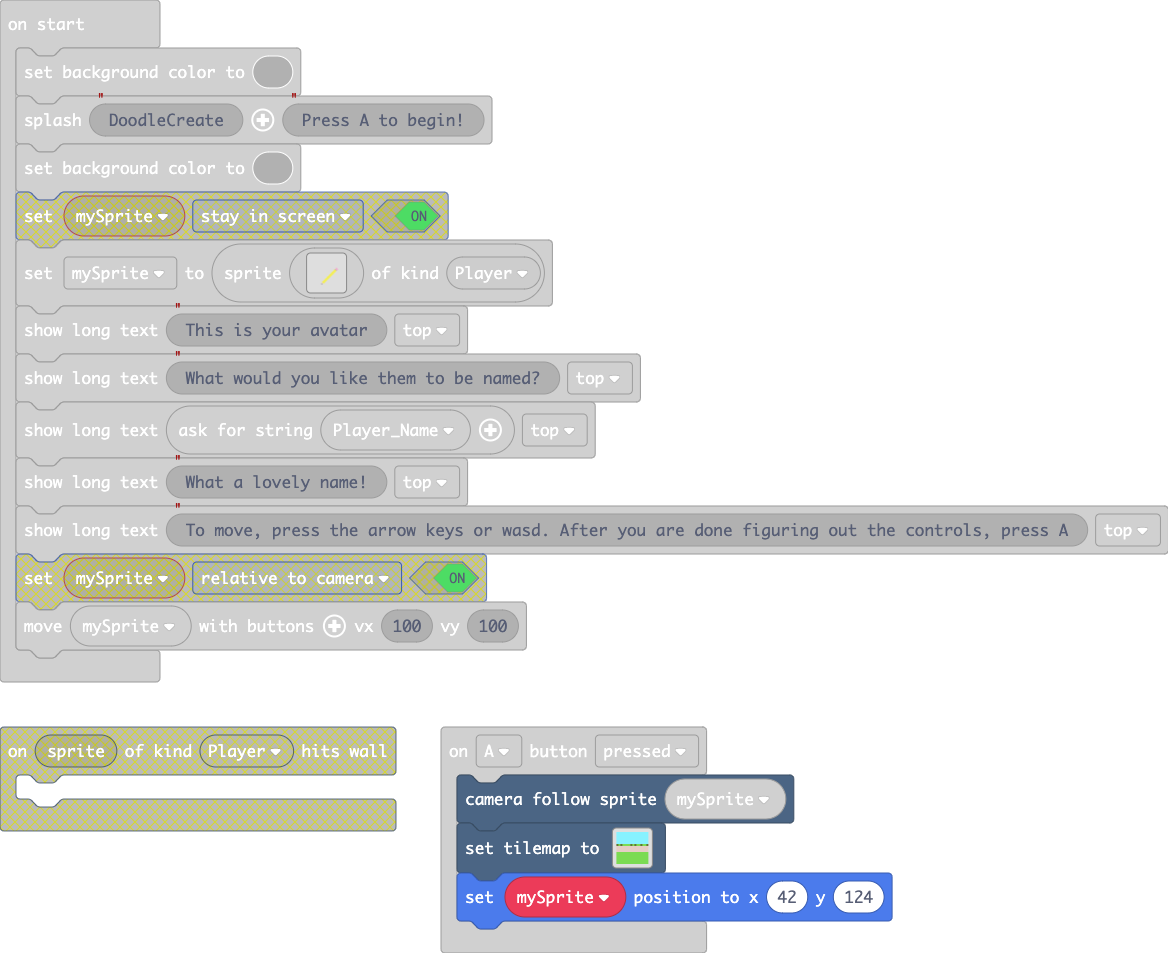 on start
set background color to
splash "DoodleCreate" "Press A to begin!"
set background color to
set mySprite stay in screen ON
set mySprite to sprite of kind Player
show long text "This is your avatar top
show long text "What would you like them to be named? top
show long text ask for string Player_Name top
show long text "What a lovely name! top
show long text "To move, press the arrow keys or wasd. After you are done figuring out the controls, press A top
set mySprite relative to camera ON
move mySprite with buttons + vx 100 vy 100
on sprite of kind Player hits wall
on A button pressed
camera follow sprite mySprite
set tilemap to
set mySprite position to x 42 y 124